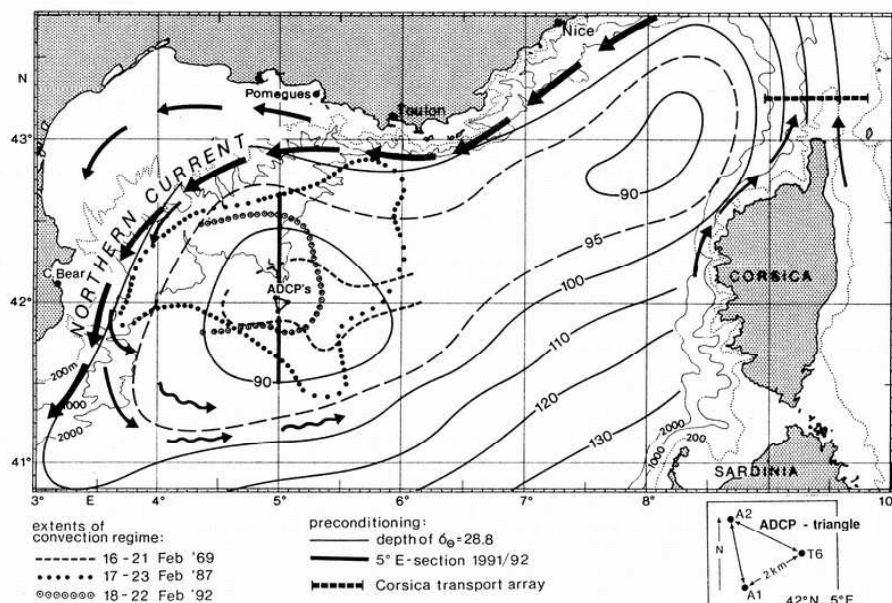 Nice
Pomegues
Toulon
N
43°
42°
41°
NORTHERN CURRENT
C. Bear
ADCP's
CORSICA
SARDINIA
90
90
95
100
110
120
130
200m
1000
2000
2000
200
1000
3° E 4° 5° 6° 7° 8° 9° 10
extents of
convection regime:
16 - 21 Feb '69
17 - 23 Feb '87
18 - 22 Feb '92
preconditioning:
depth of σΘ=28.8
5° E-section 1991/92
Corsica transport array
A2
ADCP - triangle
N
T6
2 km
A1
42°N, 5°E